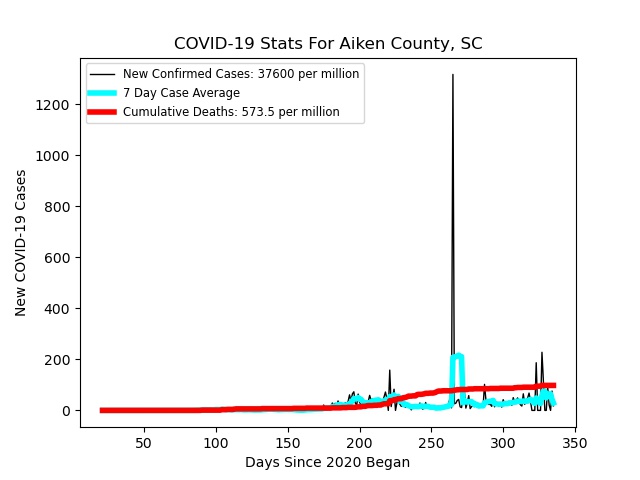 COVID-19 Stats For Aiken County, SC
New Confirmed Cases: 37600 per million
7 Day Case Average
Cumulative Deaths: 573.5 per million
New COVID-19 Cases
1200
1000
800
600
400
200
0
50 100 150 200 250 300 350
Days Since 2020 Began